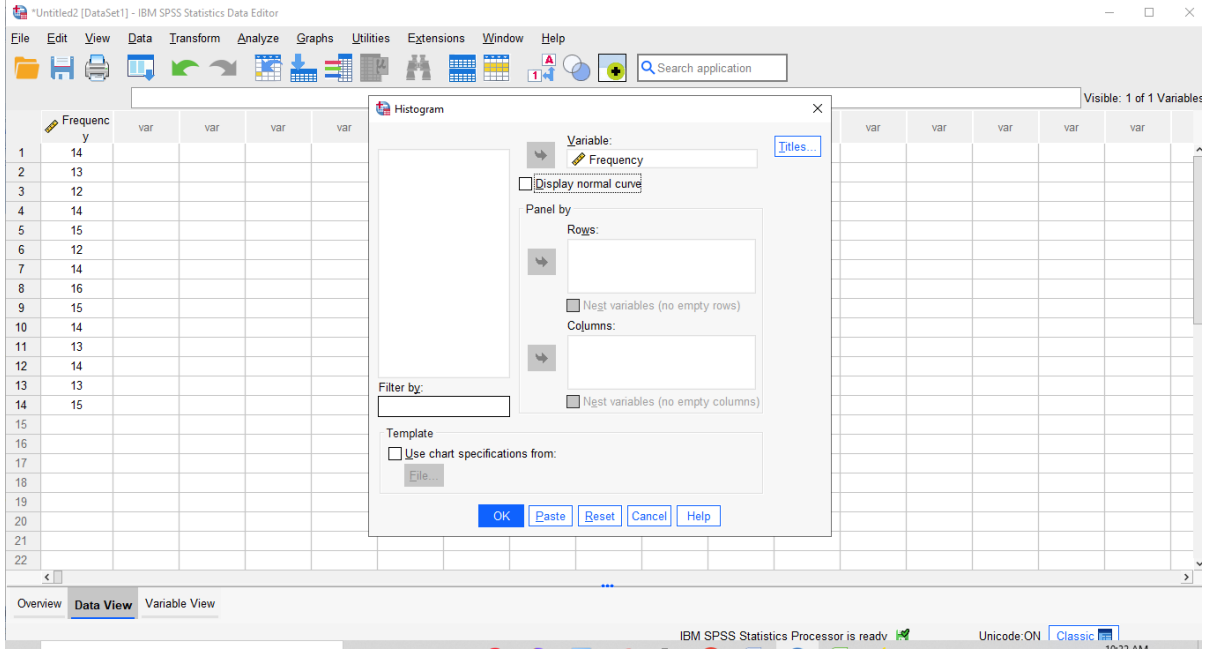 *Untitled2 [DataSet1] - IBM SPSS Statistics Data Editor
File Edit View Data Transform Analyze Graphs Utilities Extensions Window Help
Search application
Visible: 1 of 1 Variables
Frequenc
y
var var var var var var var var var
1 14
2 13
3 12
4 14
5 15
6 12
7 14
8 16
9 15
10 14
11 13
12 14
13 13
14 15
15
16
17
18
19
20
21
22
Histogram
Variable:
Frequency
Titles...
Display normal curve
Panel by
Rows:
Nest variables (no empty rows)
Columns:
Nest variables (no empty columns)
Filter by:
Template
Use chart specifications from:
File...
OK Paste Reset Cancel Help
Overview Data View Variable View
IBM SPSS Statistics Processor is ready Unicode:ON Classic
10:22 AM